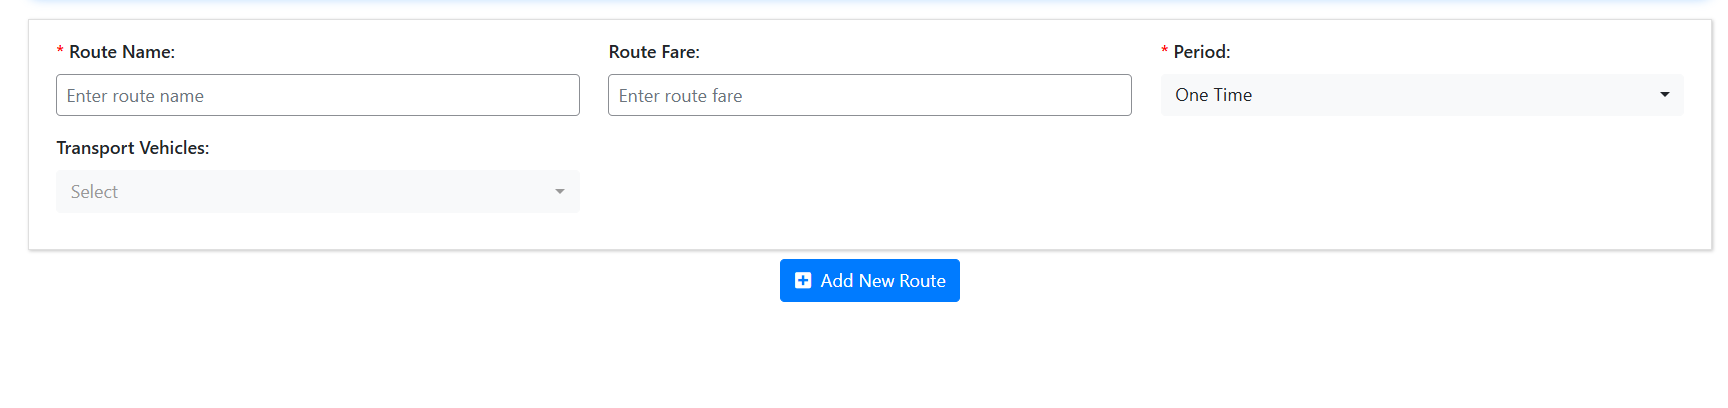 * Route Name:
Route Fare:
* Period:
Enter route name
Enter route fare
One Time
Transport Vehicles:
Select
Add New Route